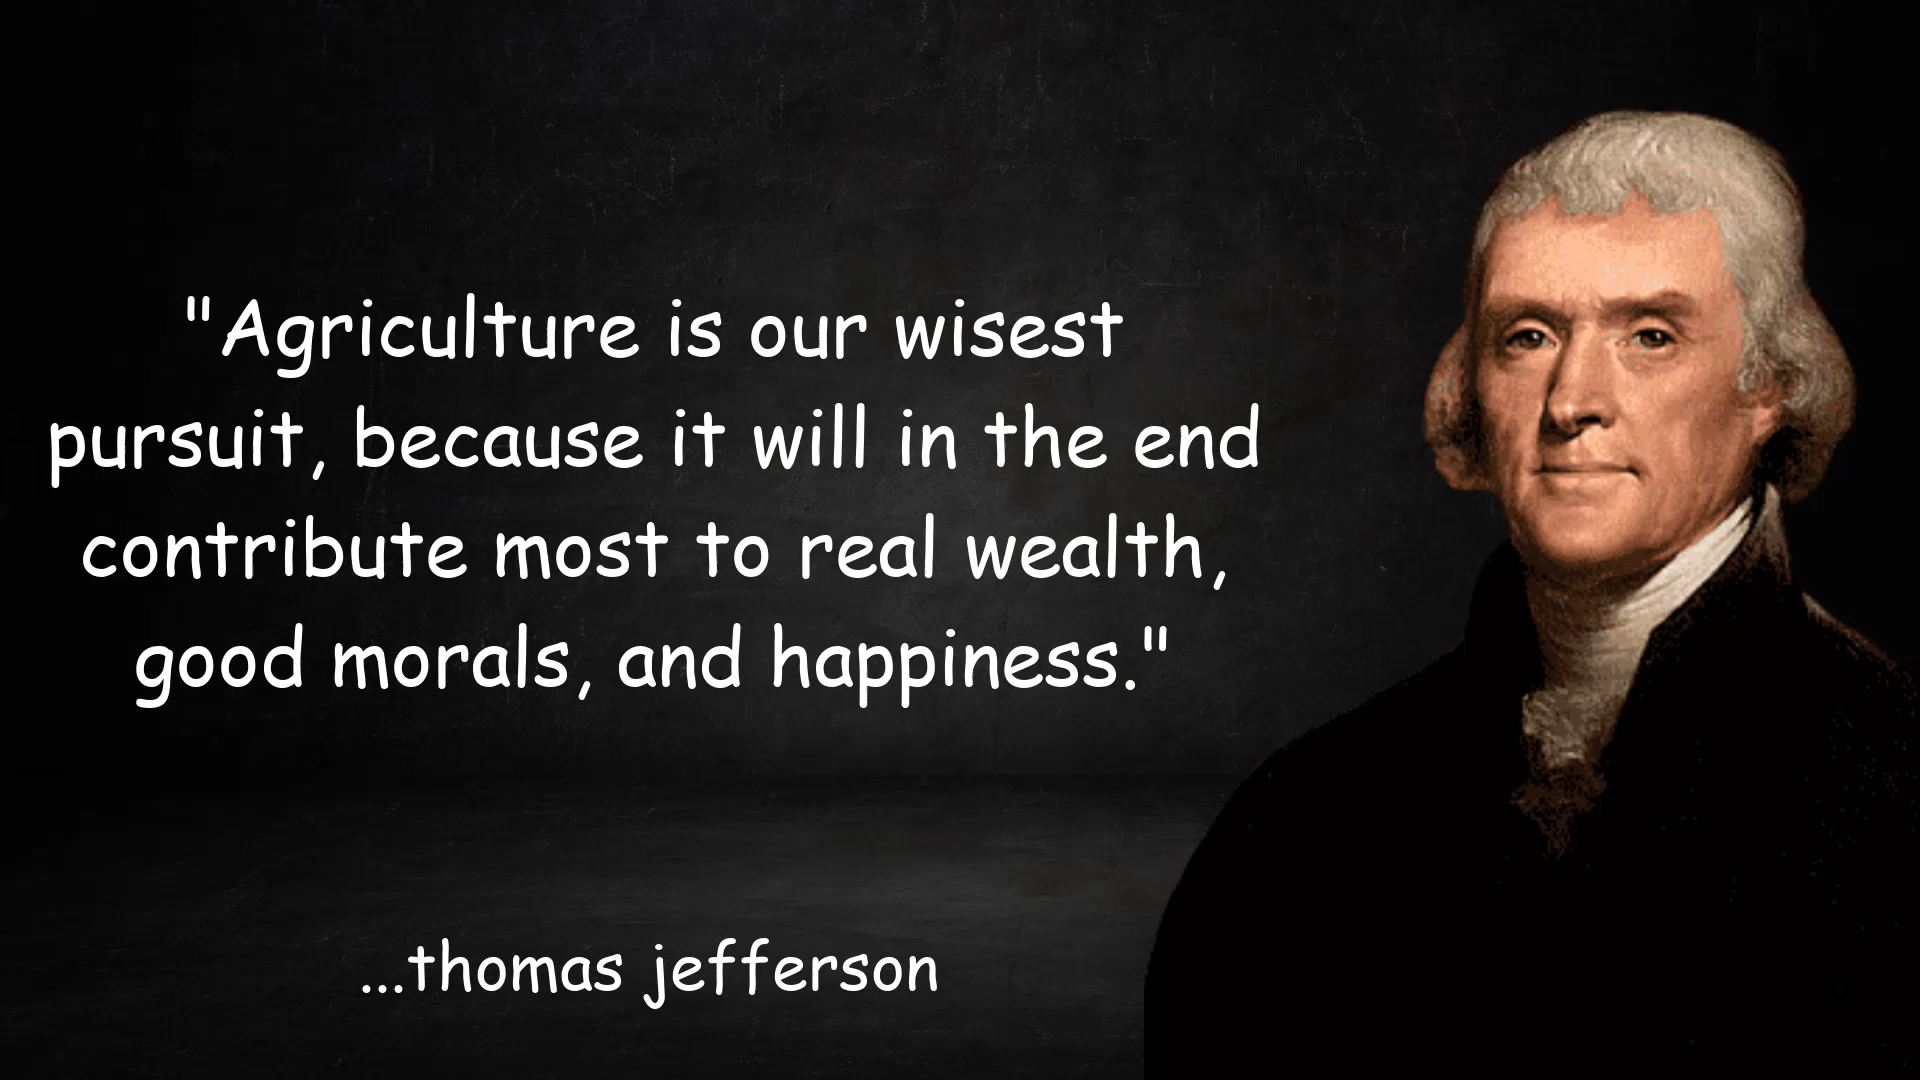 "Agriculture is our wisest
pursuit, because it will in the end
contribute most to real wealth,
good morals, and happiness."
...thomas jefferson